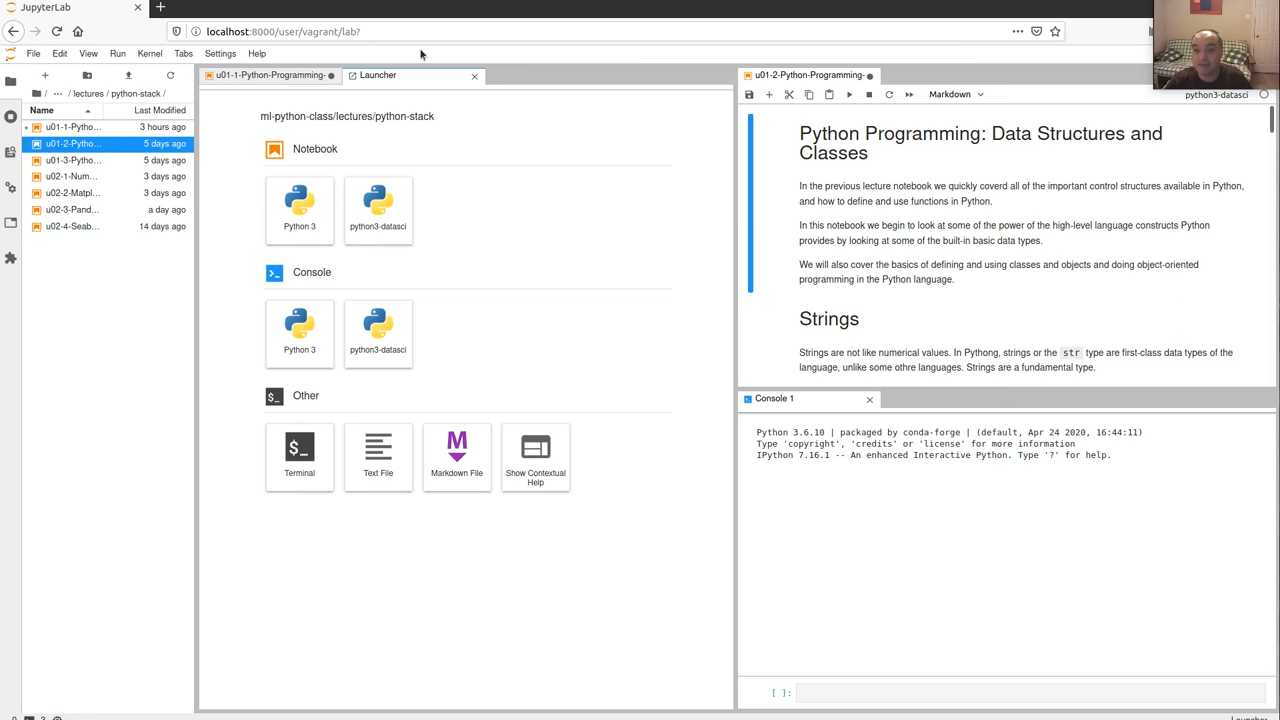 JupyterLab
localhost:8000/user/vagrant/lab?
File Edit View Run Kernel Tabs Settings Help
/ ··· / lectures / python-stack /
Name Last Modified
u01-1-Pytho... 3 hours ago
u01-2-Pytho... 5 days ago
u01-3-Pytho... 5 days ago
u02-1-Num... 3 days ago
u02-2-Matpl... 3 days ago
u02-3-Pand... a day ago
u02-4-Seab... 14 days ago
u01-1-Python-Programming-
Launcher
ml-python-class/lectures/python-stack
Notebook
Python 3
python3-datasci
Console
Python 3
python3-datasci
Other
$_
Terminal
Text File
M
Markdown File
Show Contextual
Help
u01-2-Python-Programming-
Markdown
python3-datasci
Python Programming: Data Structures and
Classes
In the previous lecture notebook we quickly coverd all of the important control structures available in Python,
and how to define and use functions in Python.
In this notebook we begin to look at some of the power of the high-level language constructs Python
provides by looking at some of the built-in basic data types.
We will also cover the basics of defining and using classes and objects and doing object-oriented
programming in the Python language.
Strings
Strings are not like numerical values. In Pythong, strings or the str type are first-class data types of the
language, unlike some othre languages. Strings are a fundamental type.
Console 1
Python 3.6.10 | packaged by conda-forge | (default, Apr 24 2020, 16:44:11)
Type 'copyright', 'credits' or 'license' for more information
IPython 7.16.1 -- An enhanced Interactive Python. Type '?' for help.
[ ]: